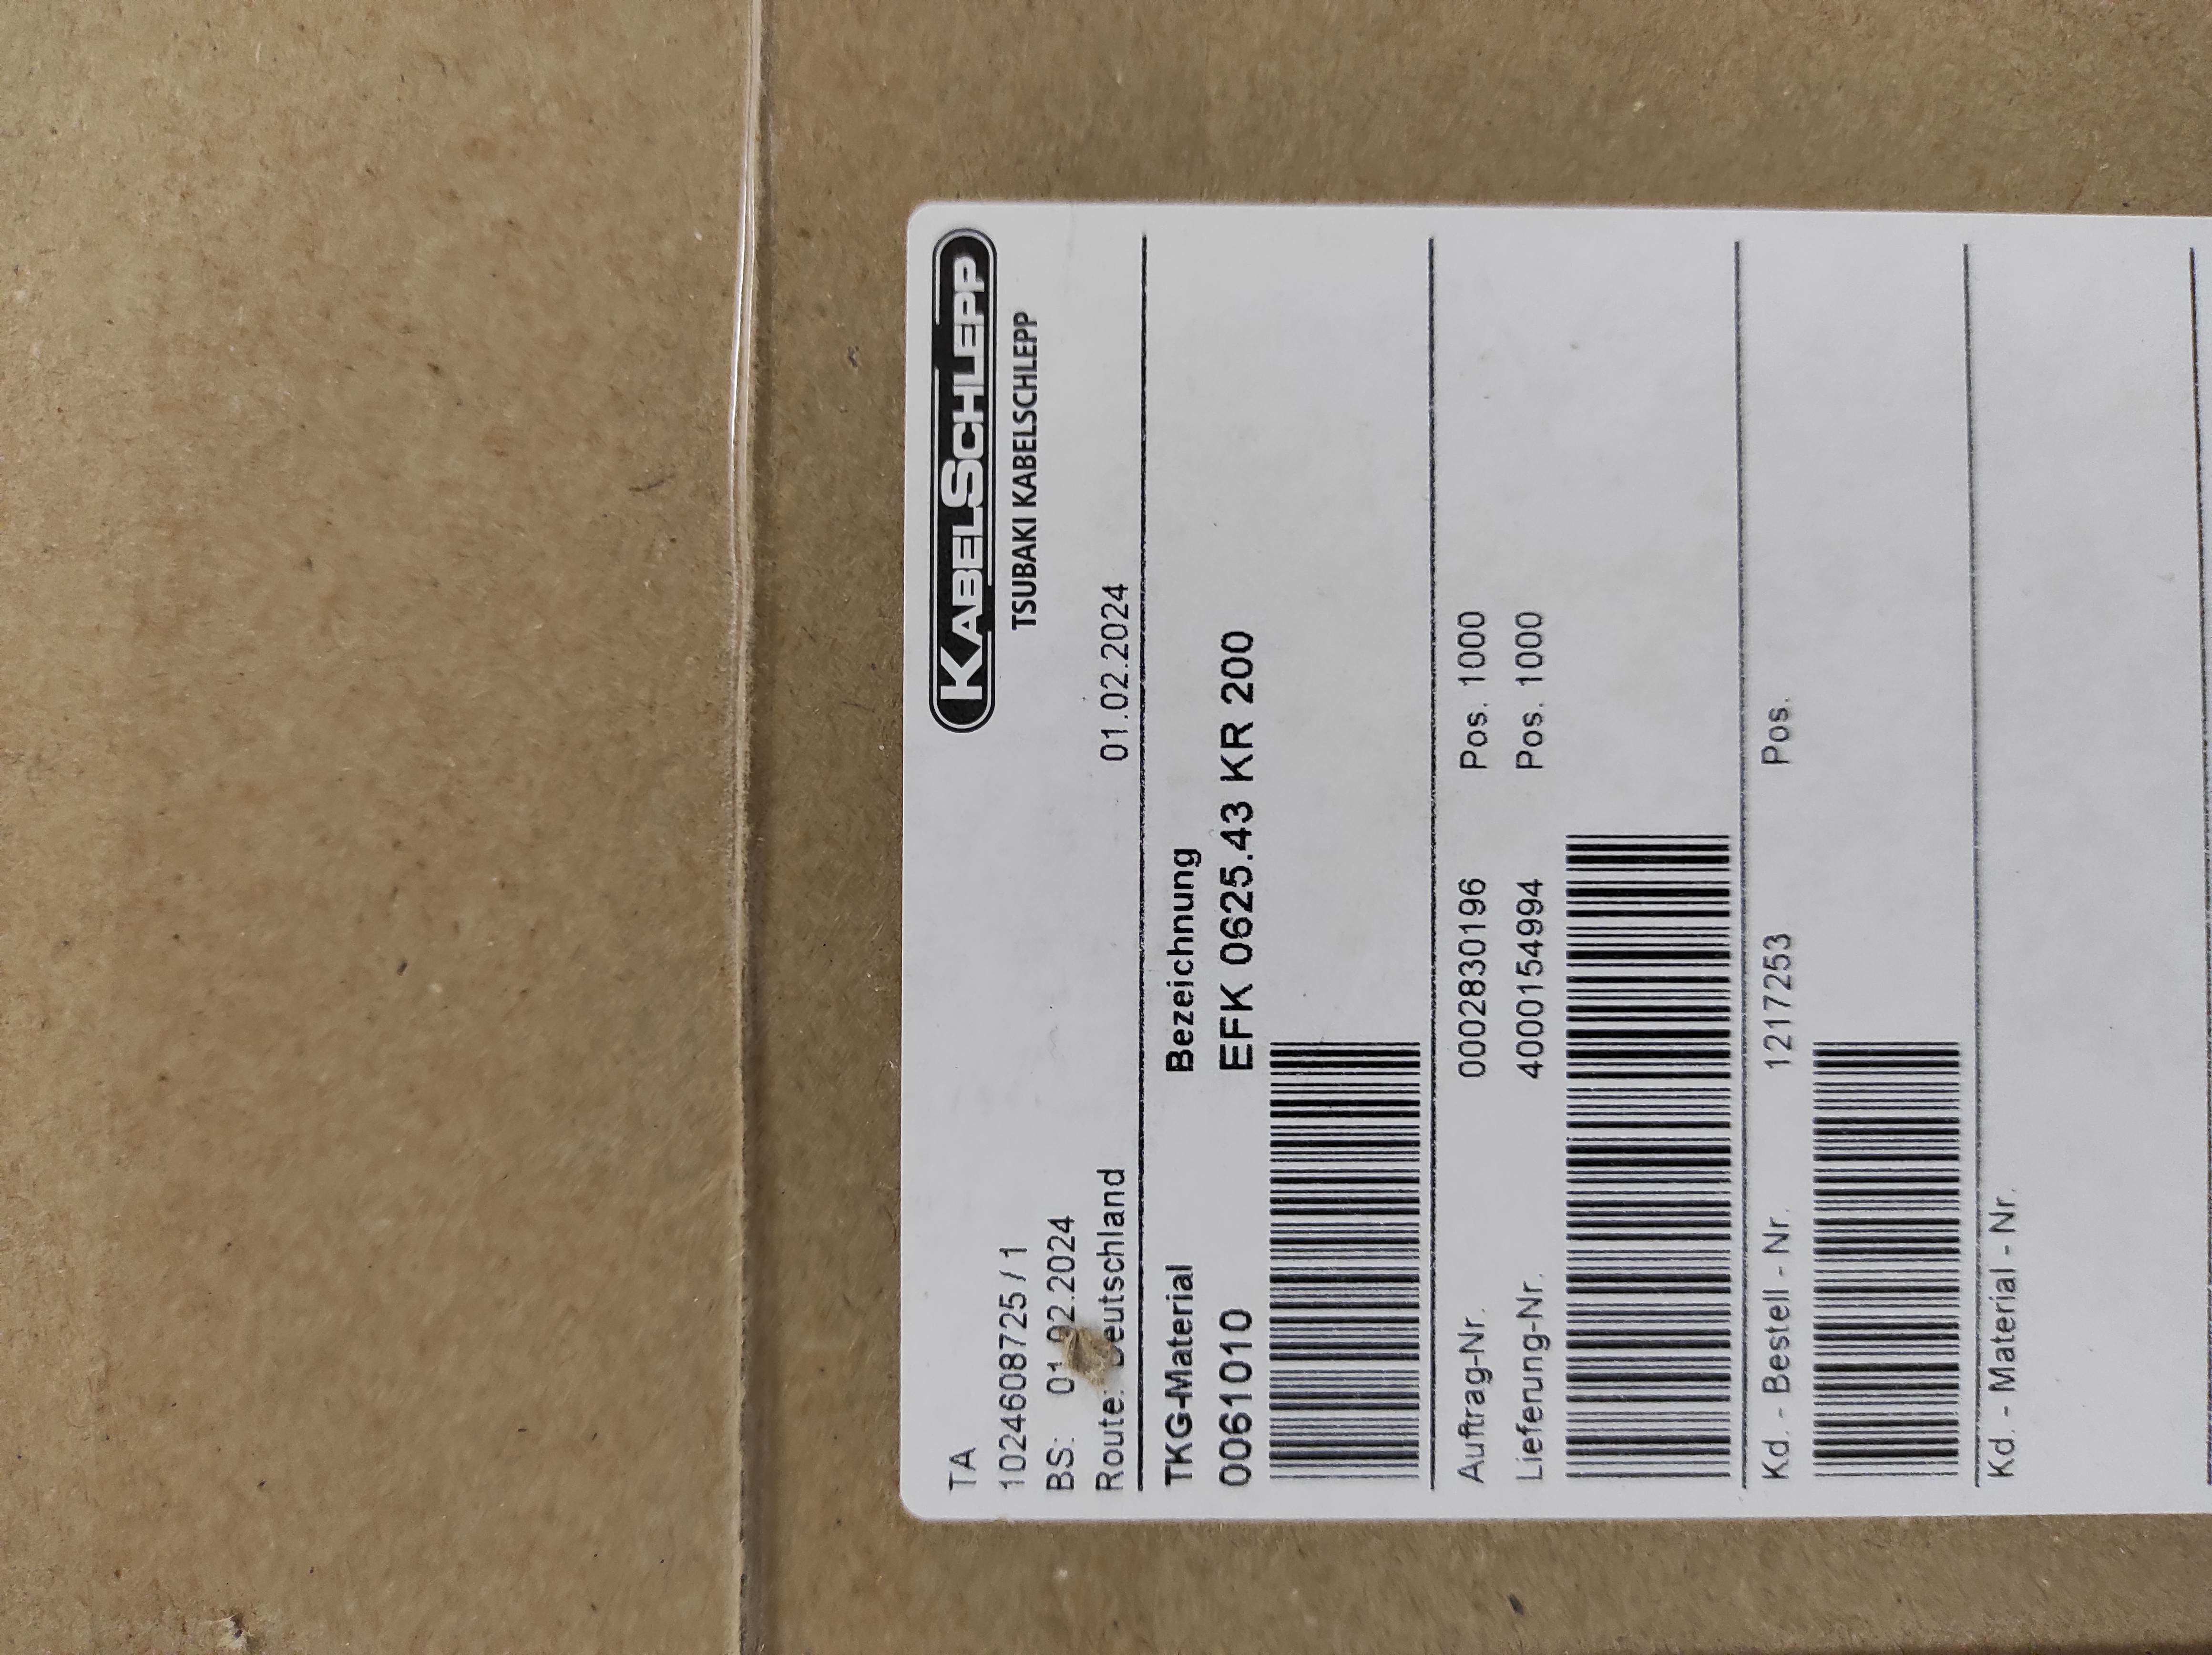 KABELSCHLEPP
TSUBAKI KABELSCHLEPP
TA
1024608725 / 1
BS: 01.02.2024
Route: Deutschland 01.02.2024
TKG-Material Bezeichnung
0061010 EFK 0625.43 KR 200
Auftrag-Nr. 0002830196 Pos. 1000
Lieferung-Nr. 4000154994 Pos. 1000
Kd. - Bestell - Nr. 1217253 Pos.
Kd. - Material - Nr.